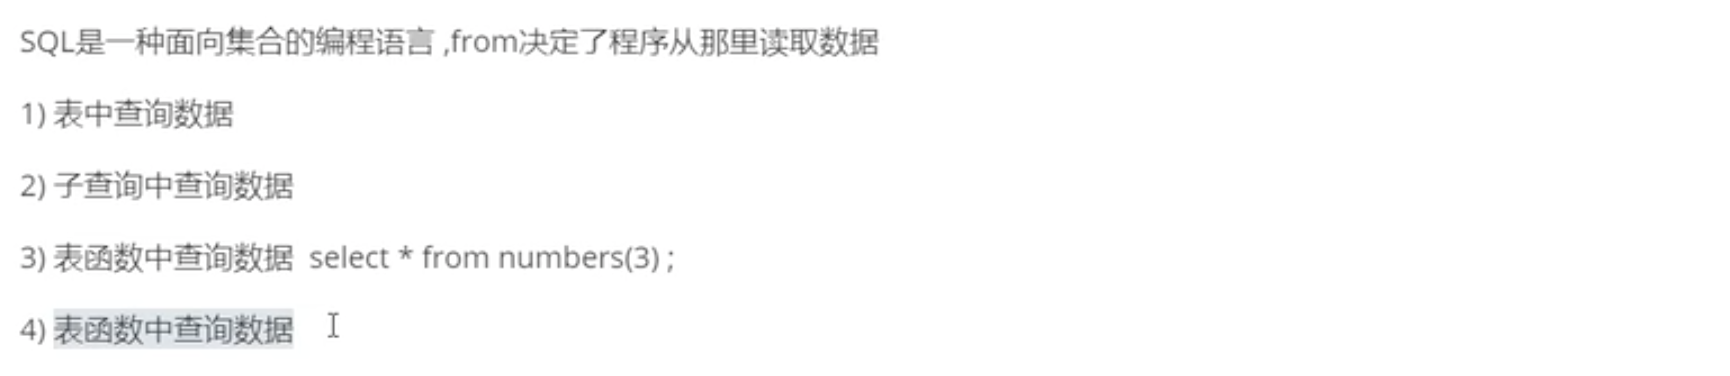 SQL是一种面向集合的编程语言 ,from决定了程序从那里读取数据
1) 表中查询数据
2) 子查询中查询数据
3) 表函数中查询数据 select * from numbers(3) ;
4) 表函数中查询数据